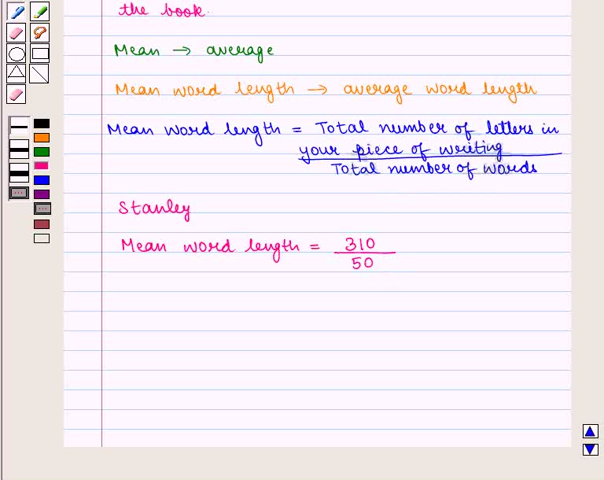 the book.
Mean → average
Mean word length → average word length
Mean word length = Total number of letters in
your piece of writing
Total number of words
Stanley
Mean word length = 310
50